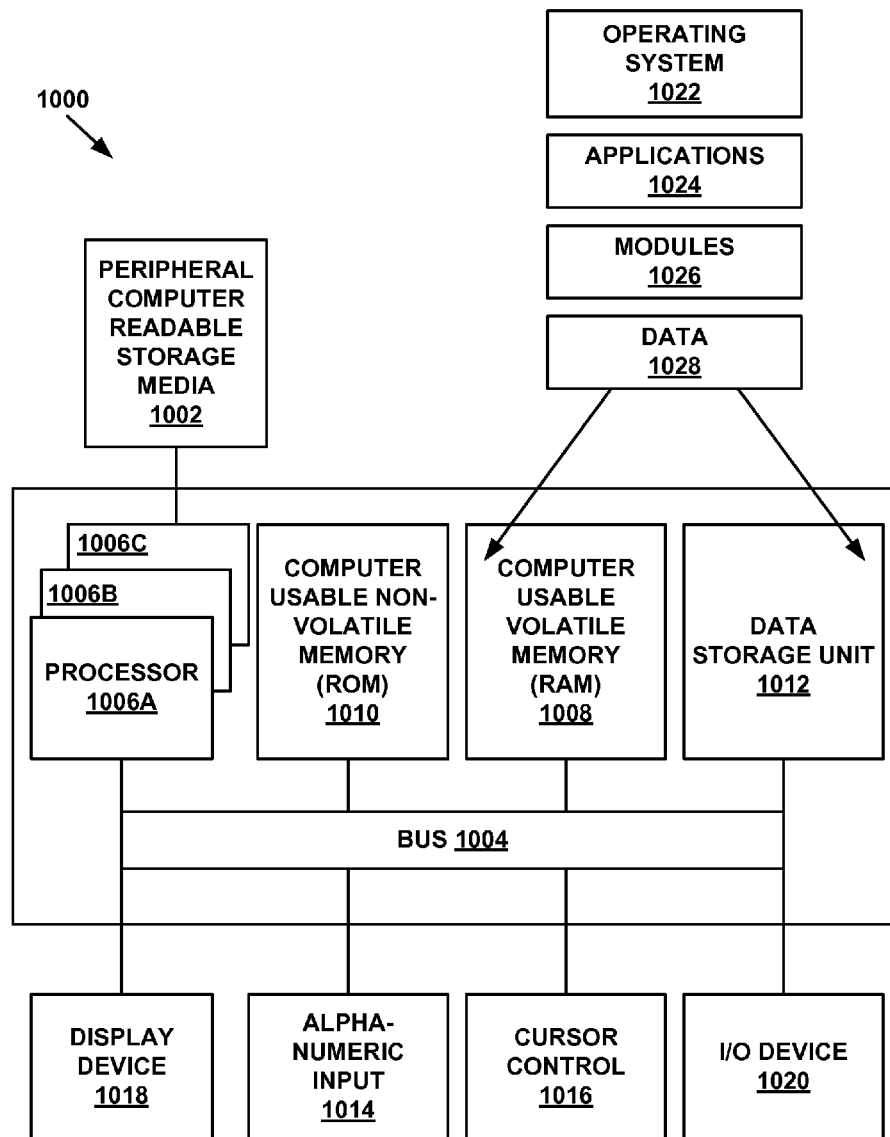 OPERATING
SYSTEM
1022
1000
APPLICATIONS
1024
MODULES
1026
DATA
1028
PERIPHERAL
COMPUTER
READABLE
STORAGE
MEDIA
1002
1006C
1006B
PROCESSOR
1006A
COMPUTER
USABLE NON-
VOLATILE
MEMORY
(ROM)
1010
COMPUTER
USABLE
VOLATILE
MEMORY
(RAM)
1008
DATA
STORAGE UNIT
1012
BUS 1004
DISPLAY
DEVICE
1018
ALPHA-
NUMERIC
INPUT
1014
CURSOR
CONTROL
1016
I/O DEVICE
1020